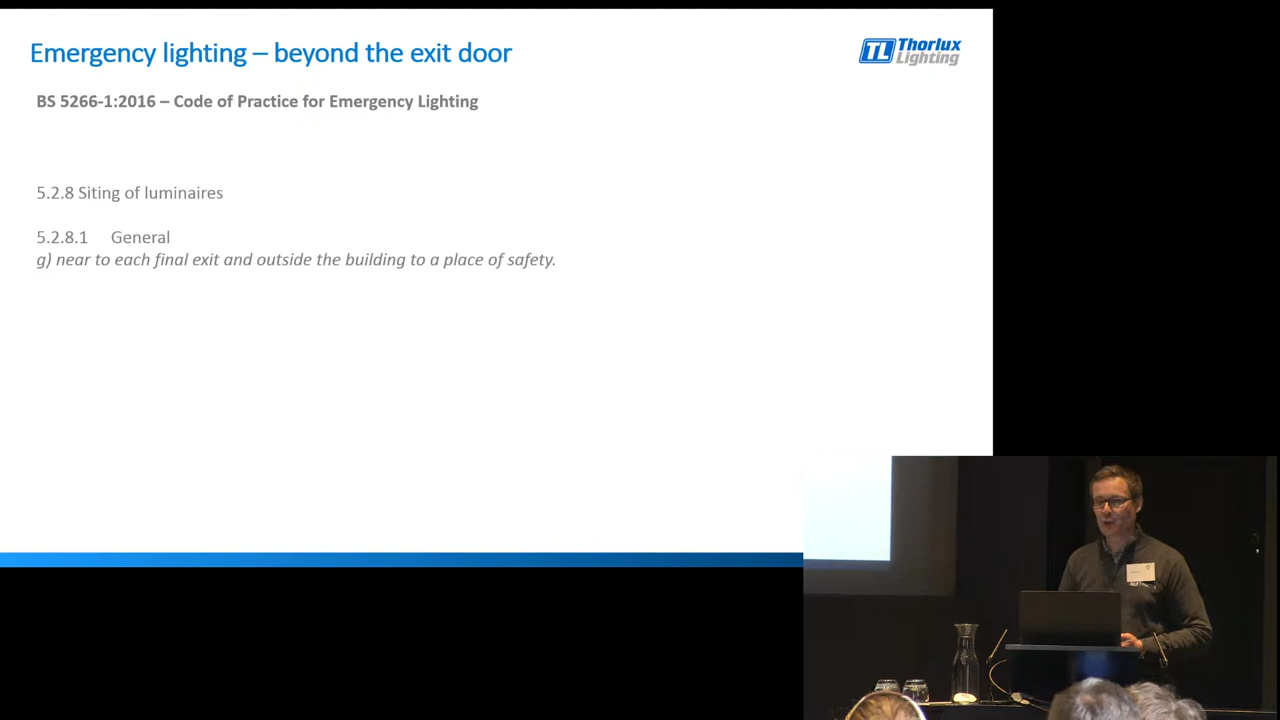 Emergency lighting – beyond the exit door
TL Thorlux Lighting
BS 5266-1:2016 – Code of Practice for Emergency Lighting
5.2.8 Siting of luminaires
5.2.8.1 General
g) near to each final exit and outside the building to a place of safety.